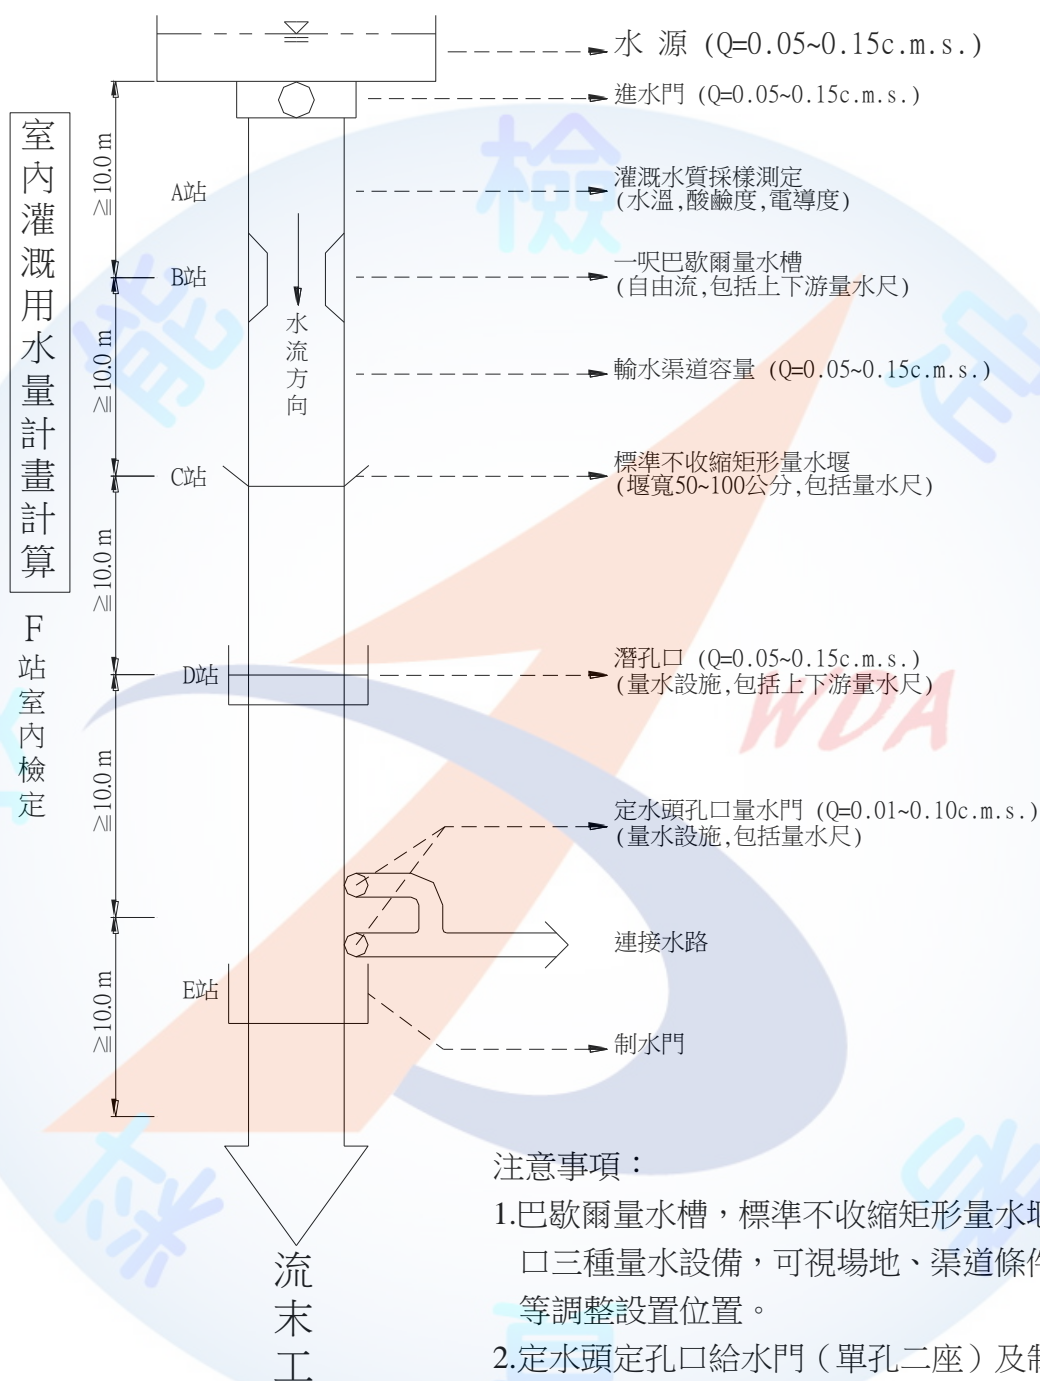 水 源 (Q=0.05~0.15c.m.s.)
進水門 (Q=0.05~0.15c.m.s.)
≥10.0 m
A站
灌溉水質採樣測定
(水溫,酸鹼度,電導度)
B站
一呎巴歇爾量水槽
(自由流,包括上下游量水尺)
水流方向
≥10.0 m
輸水渠道容量 (Q=0.05~0.15c.m.s.)
C站
標準不收縮矩形量水堰
(堰寬50~100公分,包括量水尺)
≥10.0 m
室內灌溉用水量計畫計算
F站室內檢定
D站
潛孔口 (Q=0.05~0.15c.m.s.)
(量水設施,包括上下游量水尺)
WDA
≥10.0 m
定水頭孔口量水門 (Q=0.01~0.10c.m.s.)
(量水設施,包括量水尺)
連接水路
E站
≥10.0 m
制水門
流末工
注意事項：
1.巴歇爾量水槽，標準不收縮矩形量水堰
口三種量水設備，可視場地、渠道條件
等調整設置位置。
2.定水頭定孔口給水門（單孔二座）及制
檢
能
定